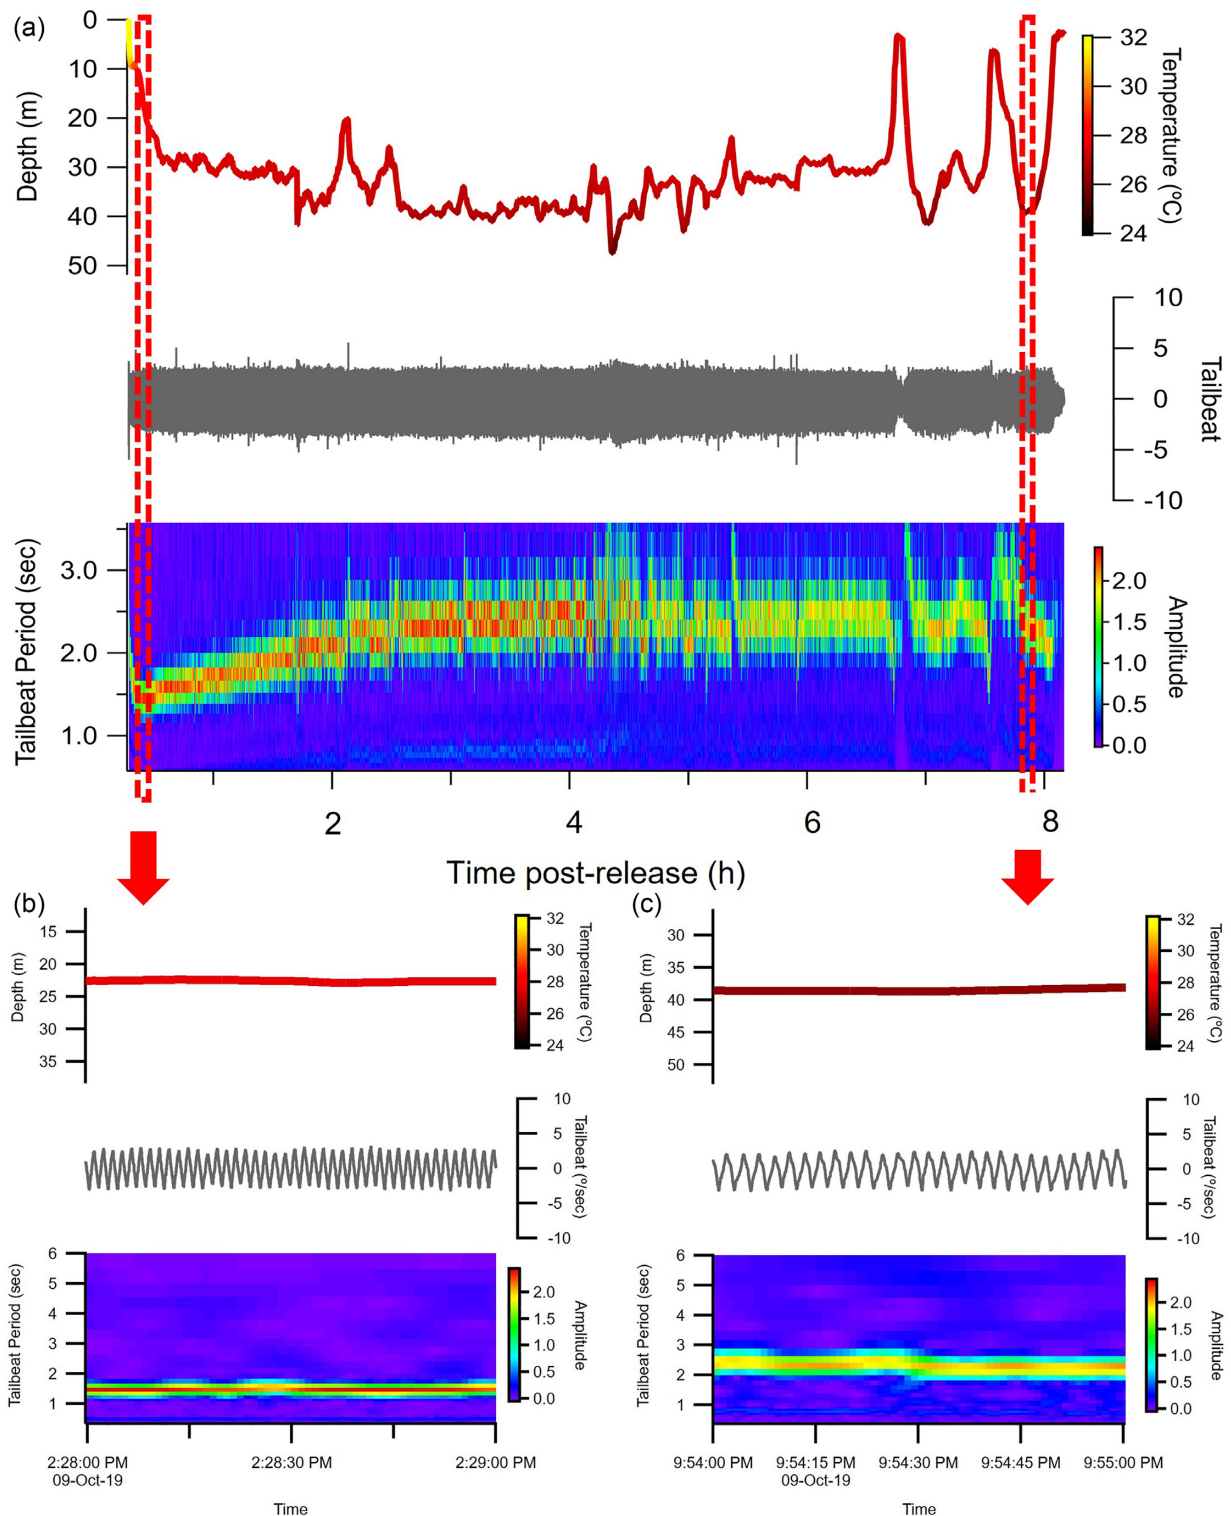 (a)
0
10
20
30
40
50
Depth (m)
32
30
28
26
24
Temperature (ºC)
10
5
0
-5
-10
Tailbeat
3.0
2.0
1.0
Tailbeat Period (sec)
2.0
1.5
1.0
0.5
0.0
Amplitude
2 4 6 8
Time post-release (h)
(b)
15
20
25
30
35
Depth (m)
32
30
28
26
24
Temperature (ºC)
10
5
0
-5
-10
Tailbeat (º/sec)
6
5
4
3
2
1
Tailbeat Period (sec)
2.0
1.5
1.0
0.5
0.0
Amplitude
2:28:00 PM 2:28:30 PM 2:29:00 PM
09-Oct-19
Time
(c)
30
35
40
45
50
Depth (m)
32
30
28
26
24
Temperature (ºC)
10
5
0
-5
-10
Tailbeat (º/sec)
6
5
4
3
2
1
Tailbeat Period (sec)
2.0
1.5
1.0
0.5
0.0
Amplitude
9:54:00 PM 9:54:15 PM 9:54:30 PM 9:54:45 PM 9:55:00 PM
09-Oct-19
Time